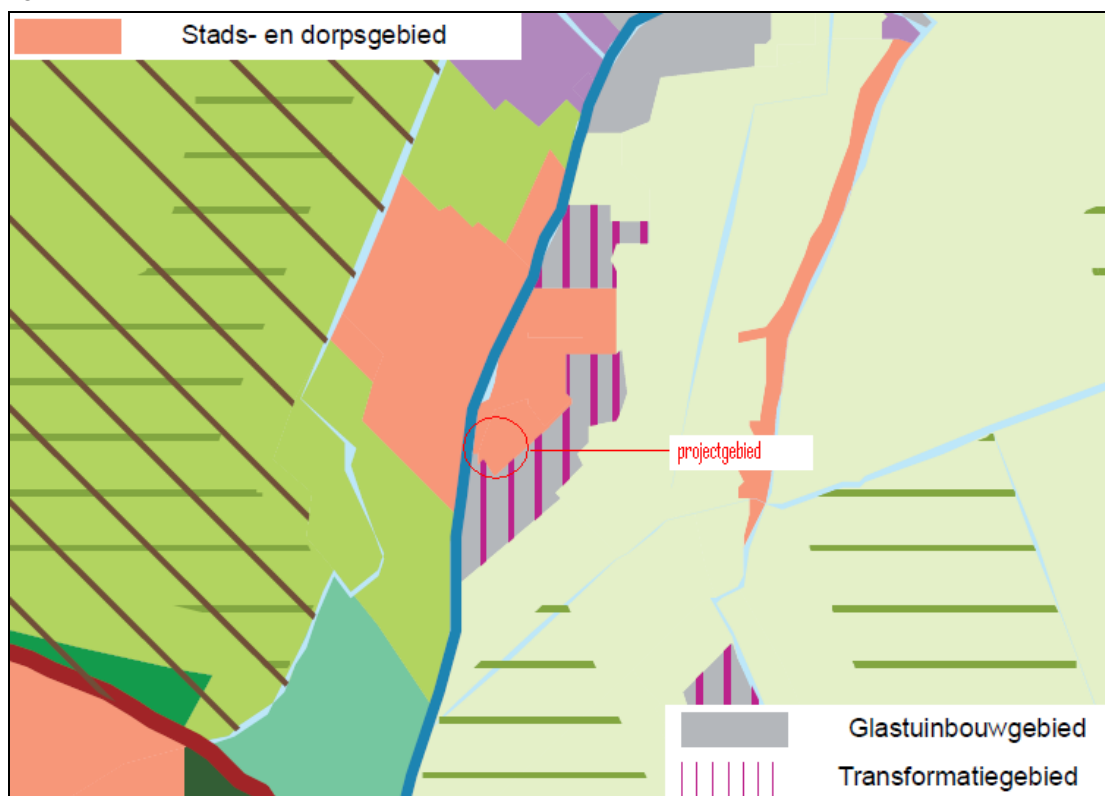 Stads- en dorpsgebied
projectgebied
Glastuinbouwgebied
Transformatiegebied